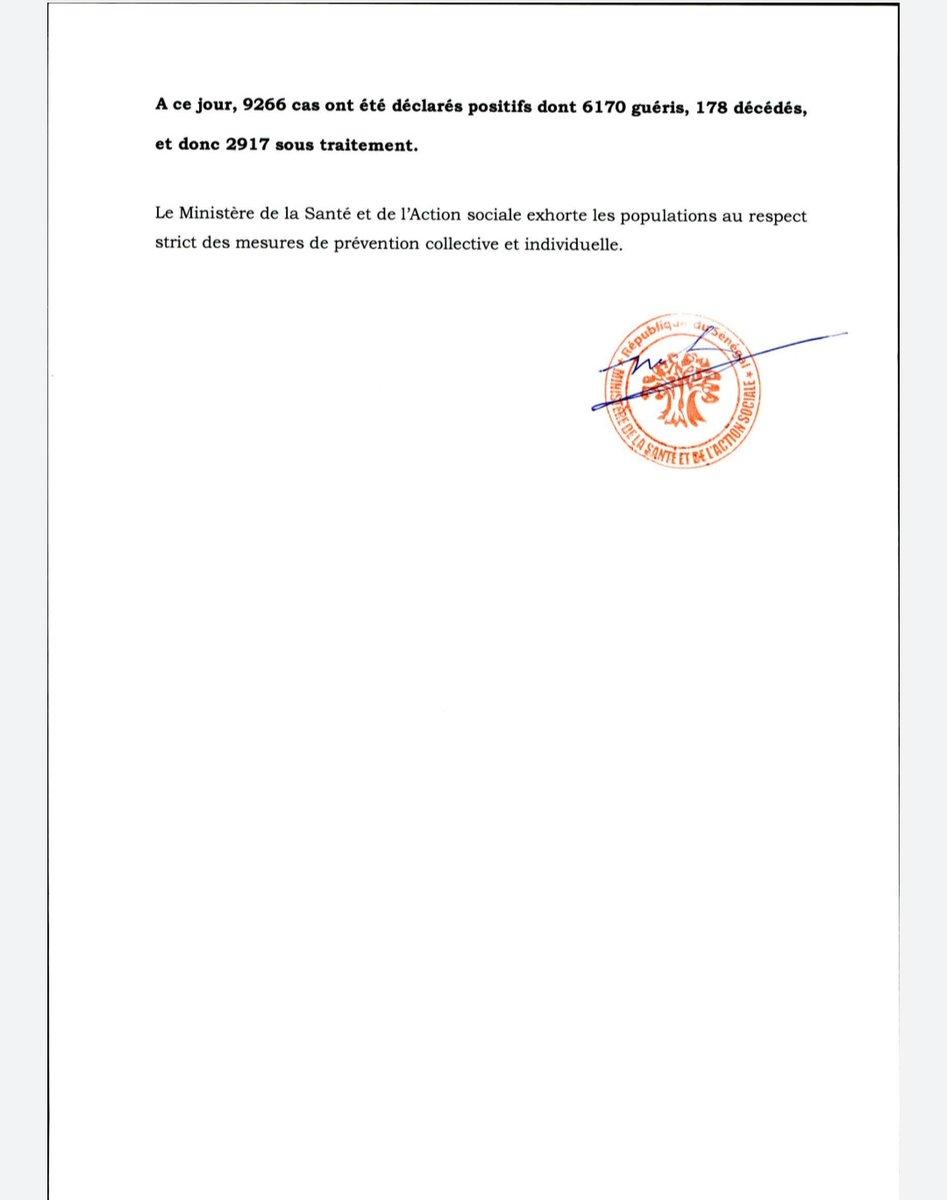 A ce jour, 9266 cas ont été déclarés positifs dont 6170 guéris, 178 décédés,
et donc 2917 sous traitement.
Le Ministère de la Santé et de l'Action sociale exhorte les populations au respect
strict des mesures de prévention collective et individuelle.
République du Sénégal
MINISTÈRE DE LA SANTÉ ET DE L'ACTION SOCIALE